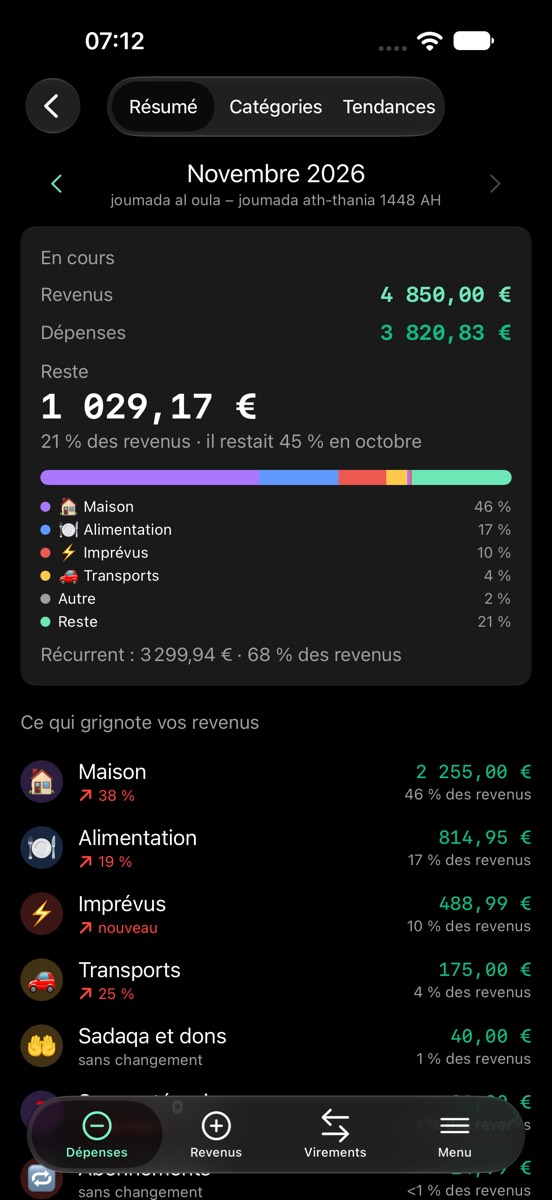 07:12
Résumé Catégories Tendances
Novembre 2026
joumada al oula – joumada ath-thania 1448 AH
En cours
Revenus 4 850,00 €
Dépenses 3 820,83 €
Reste
1 029,17 €
21 % des revenus · il restait 45 % en octobre
Maison 46 %
Alimentation 17 %
Imprévus 10 %
Transports 4 %
Autre 2 %
Reste 21 %
Récurrent : 3 299,94 € · 68 % des revenus
Ce qui grignote vos revenus
Maison 2 255,00 €
38 % 46 % des revenus
Alimentation 814,95 €
19 % 17 % des revenus
Imprévus 488,99 €
nouveau 10 % des revenus
Transports 175,00 €
25 % 4 % des revenus
Sadaqa et dons 40,00 €
sans changement 1 % des revenus
Dépenses Revenus Virements Menu
sans changement <1 % des revenus